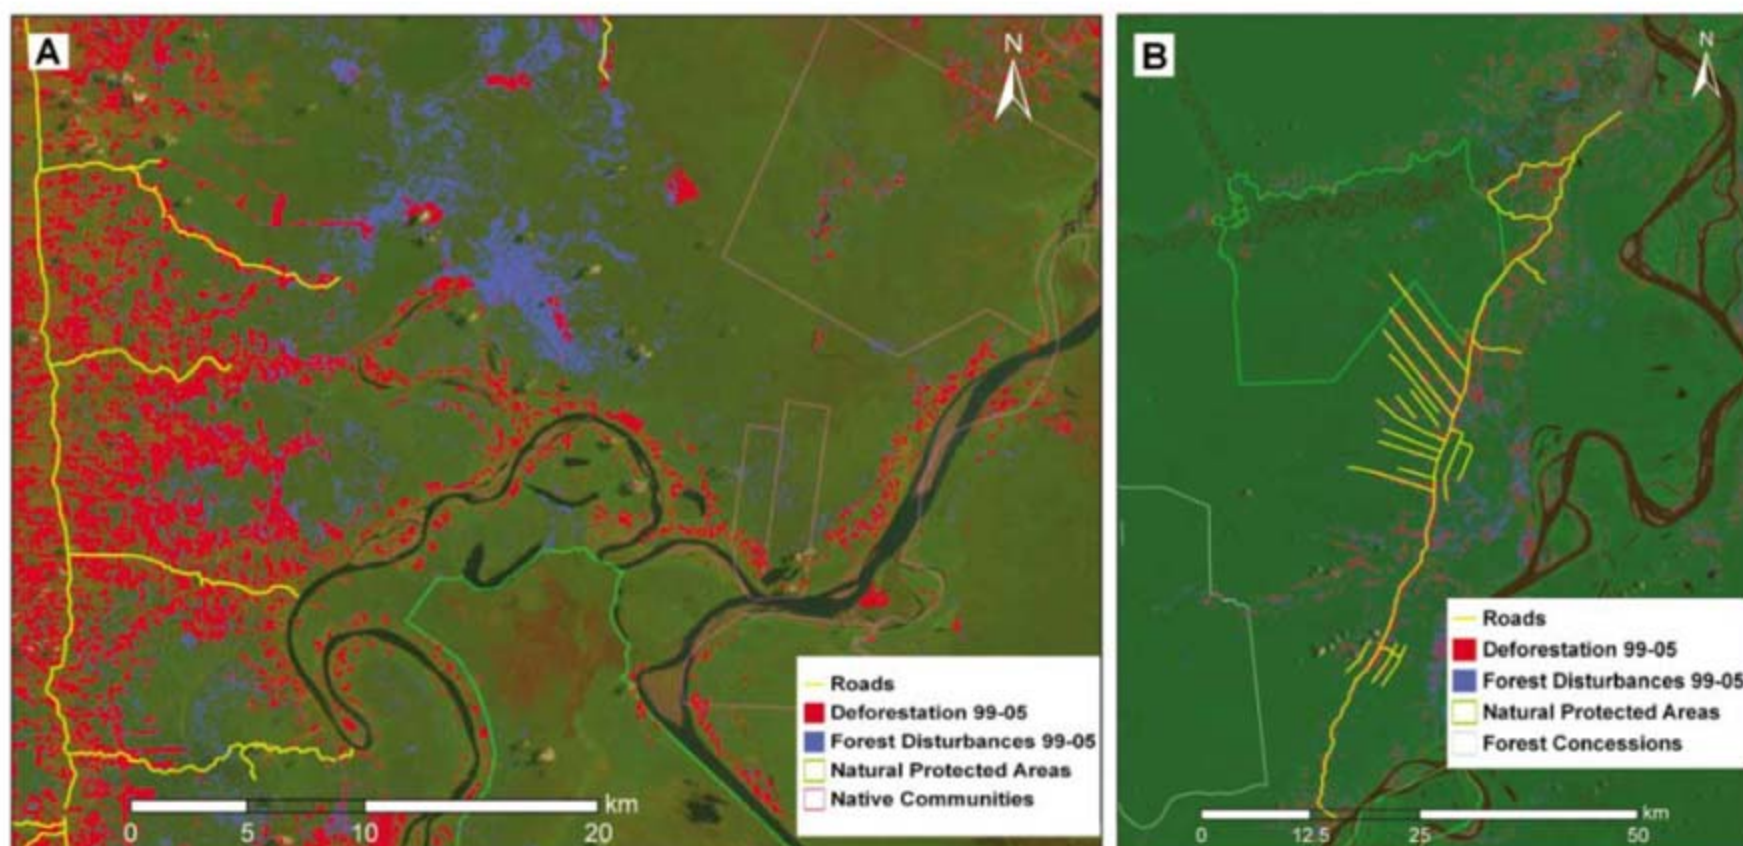 A
N
Roads
Deforestation 99-05
Forest Disturbances 99-05
Natural Protected Areas
Native Communities
km
0 5 10 20
B
N
Roads
Deforestation 99-05
Forest Disturbances 99-05
Natural Protected Areas
Forest Concessions
km
0 12.5 25 50